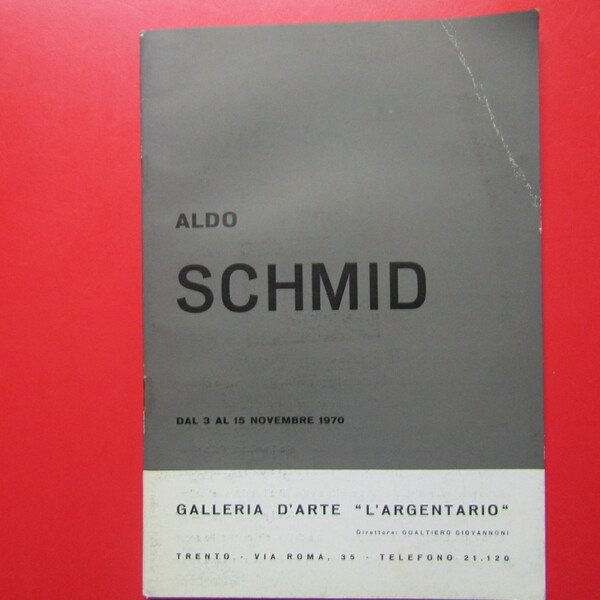 ALDO
SCHMID
DAL 3 AL 15 NOVEMBRE 1970
GALLERIA D'ARTE "L'ARGENTARIO"
Direttore: GUALTIERO GIOVANNONI
TRENTO - VIA ROMA, 35 - TELEFONO 21.120